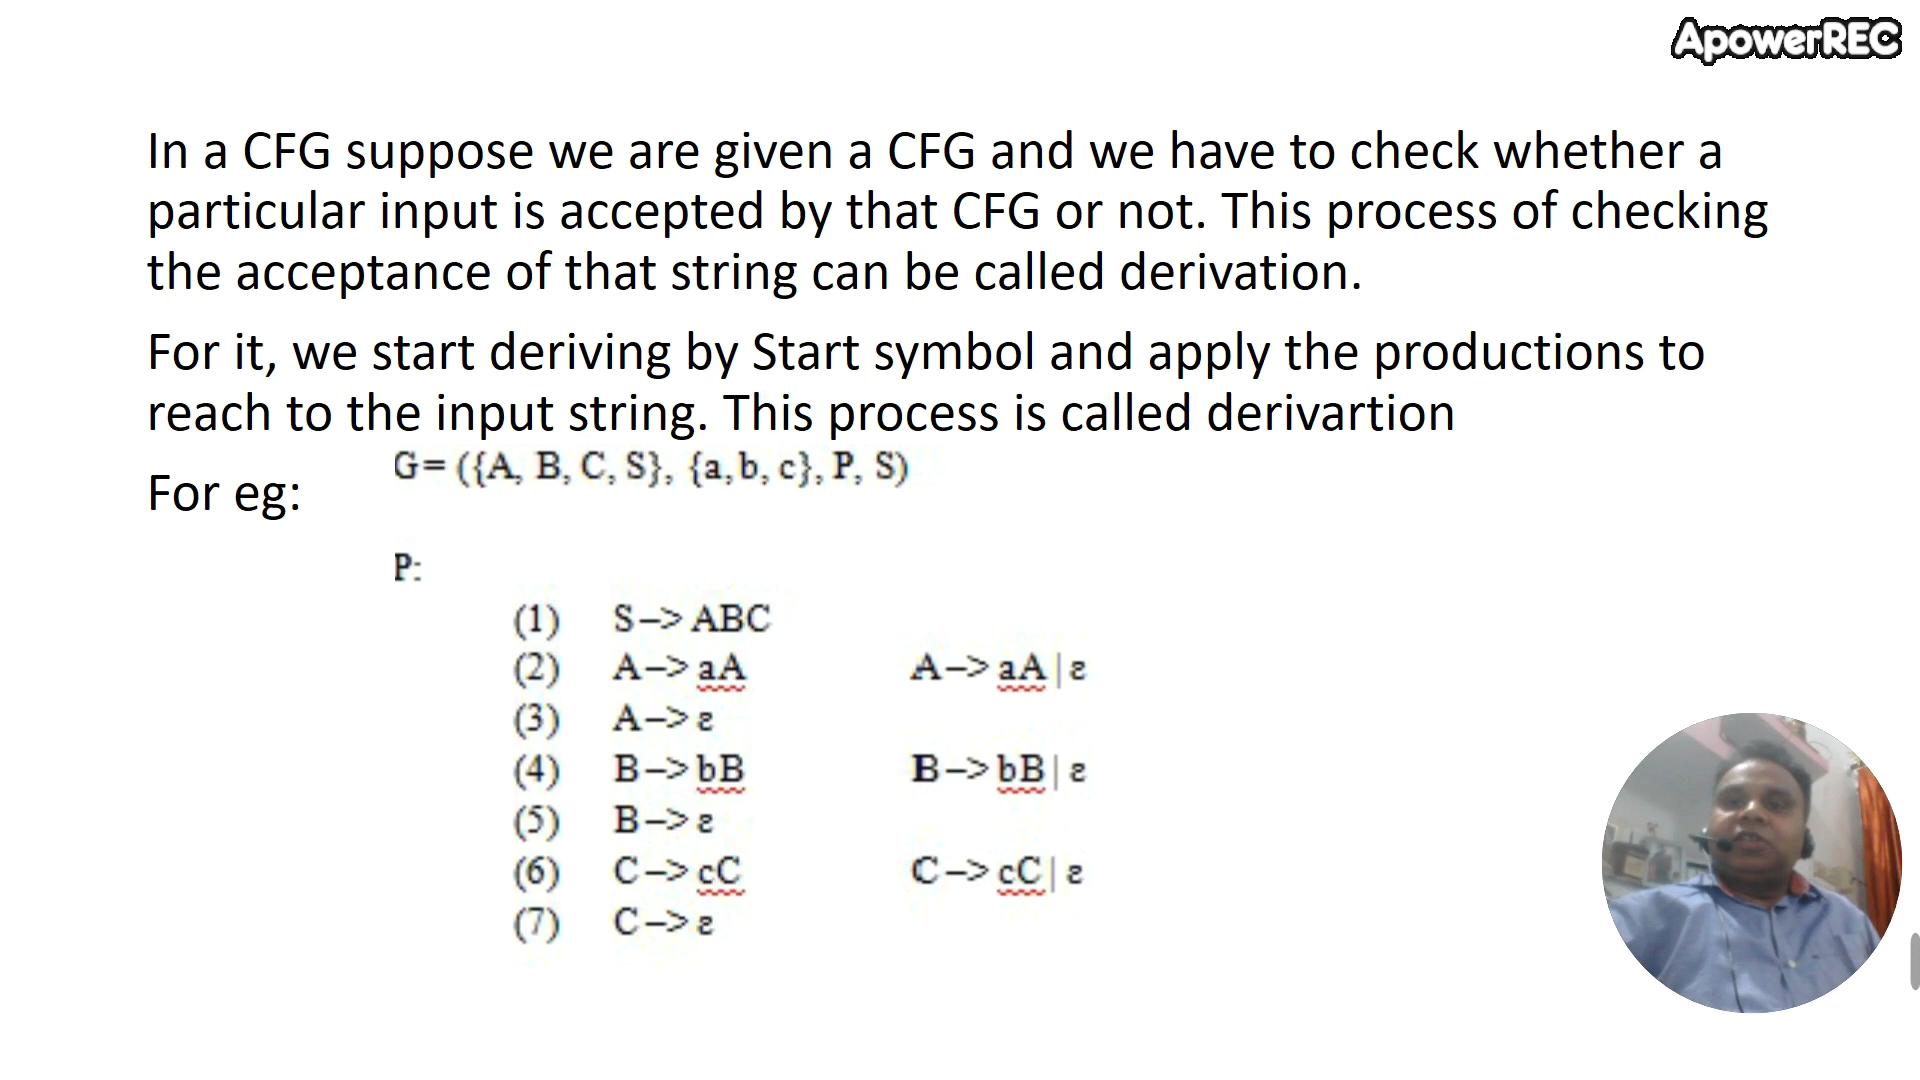 ApowerREC
In a CFG suppose we are given a CFG and we have to check whether a
particular input is accepted by that CFG or not. This process of checking
the acceptance of that string can be called derivation.
For it, we start deriving by Start symbol and apply the productions to
reach to the input string. This process is called derivartion
For eg:
G= ({A, B, C, S}, {a, b, c}, P, S)
P:
(1) S–> ABC
(2) A–> aA A–> aA | ε
(3) A–> ε
(4) B–> bB B–> bB | ε
(5) B–> ε
(6) C–> cC C–> cC | ε
(7) C–> ε